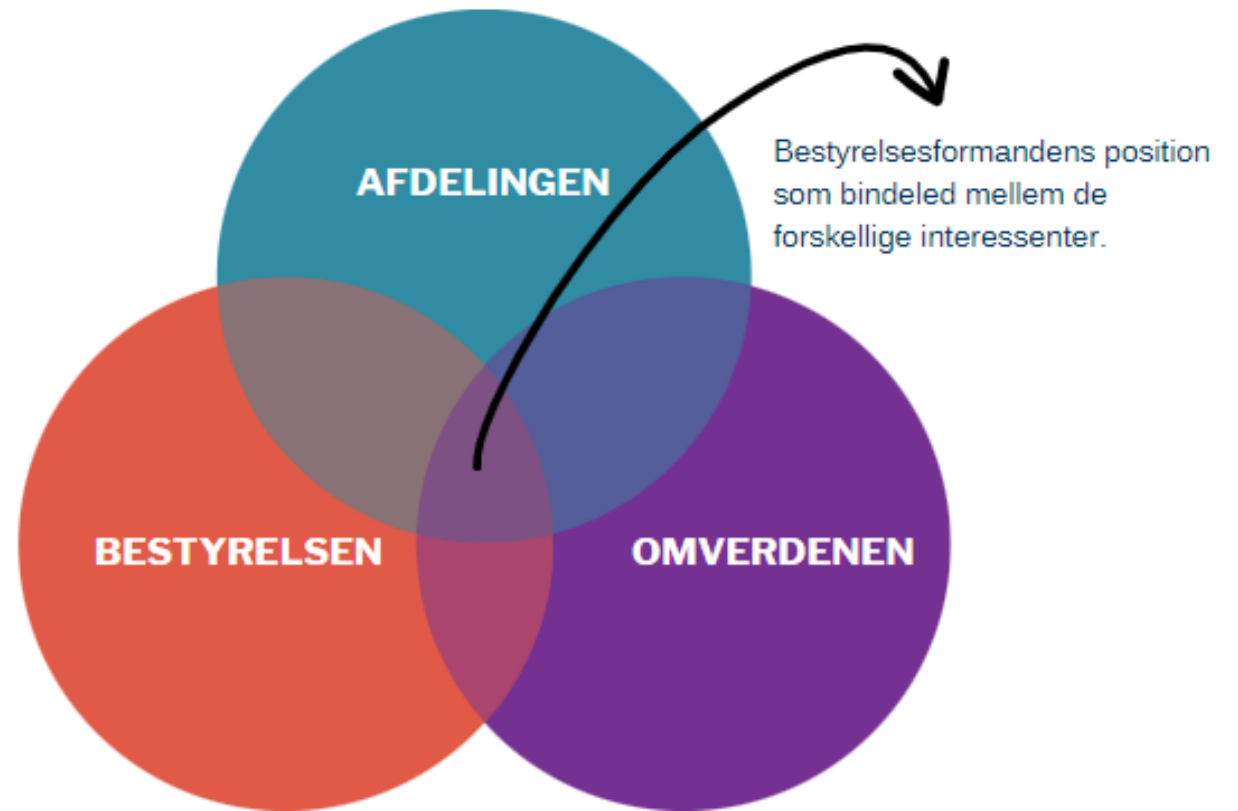 AFDELINGEN
Bestyrelsesformandens position
som bindeled mellem de
forskellige interessenter.
BESTYRELSEN
OMVERDENEN